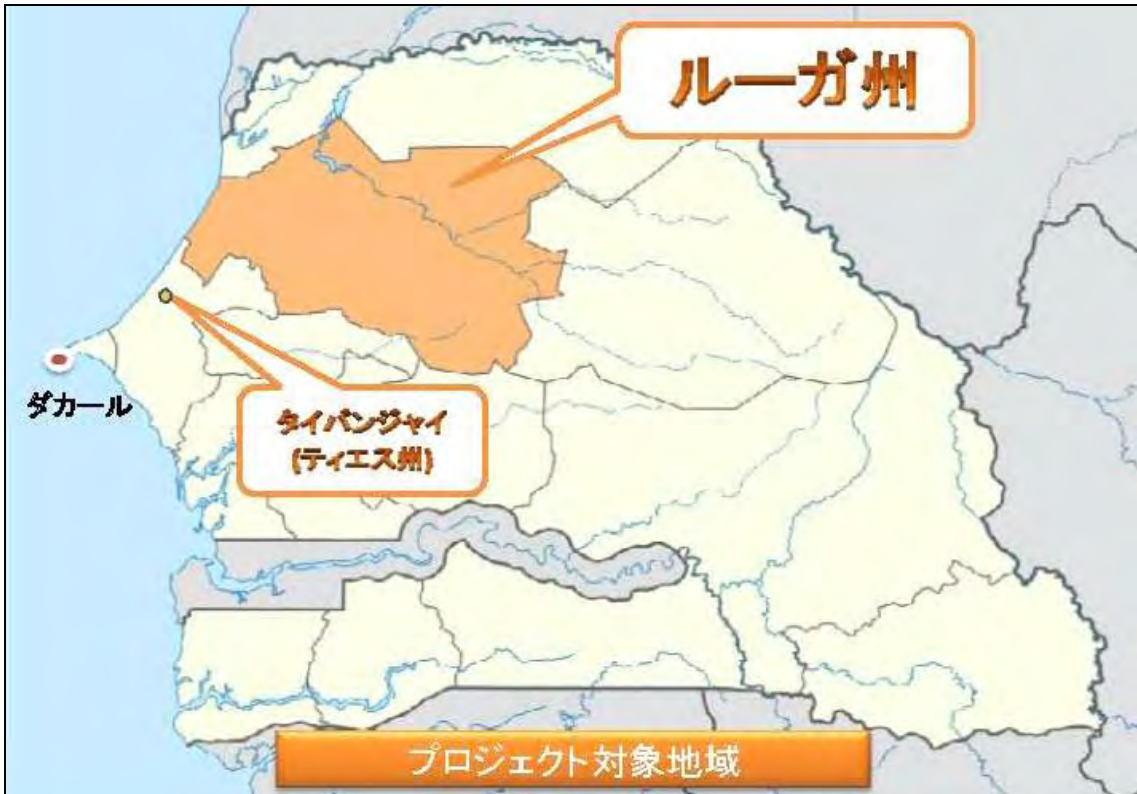 ルーガ州
ダカール
タイバンジャイ
(ティエス州)
プロジェクト対象地域